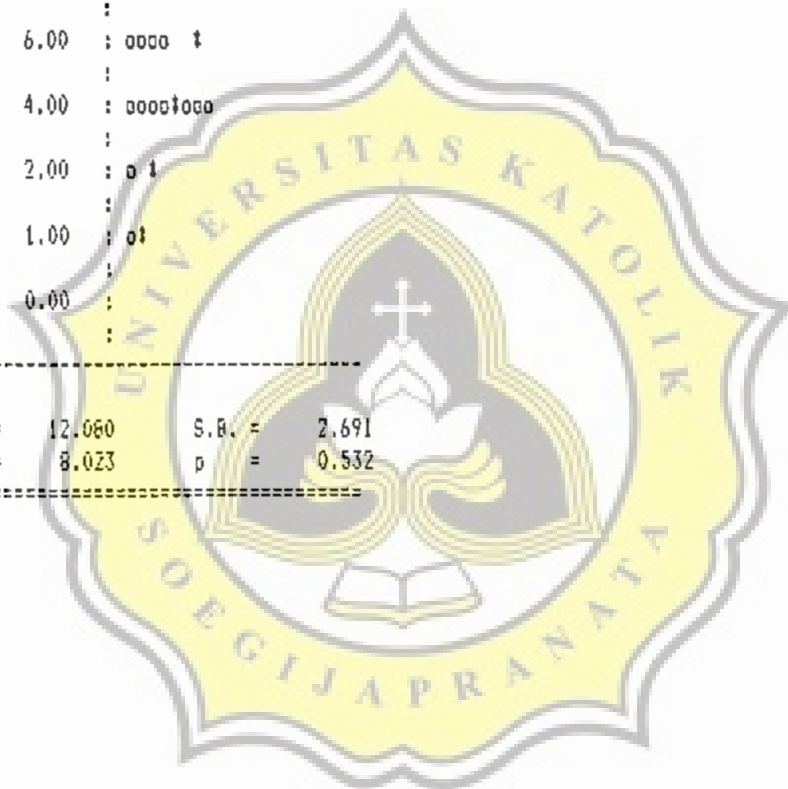 :
6.00 : oooo *
:
4.00 : oooo*ooo
:
2.00 : o *
:
1.00 : o*
:
0.00 :
:
------------------------------
= 12.080 S.B. = 2.691
= 8.023 p = 0.532
==============================
UNIVERSITAS KATOLIK
SOEGIJAPRANATA